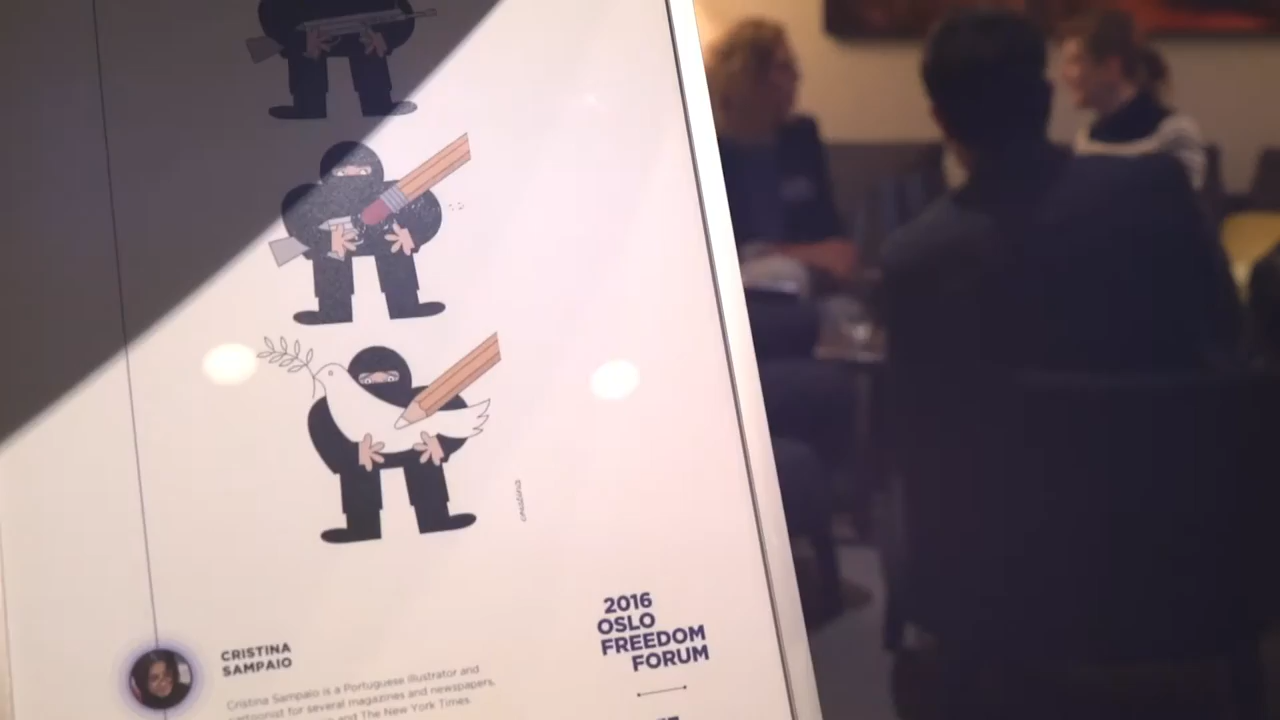 cristina
2016
OSLO
FREEDOM
FORUM
CRISTINA
SAMPAIO
Cristina Sampaio is a Portuguese illustrator and
cartoonist for several magazines and newspapers,
and The New York Times.